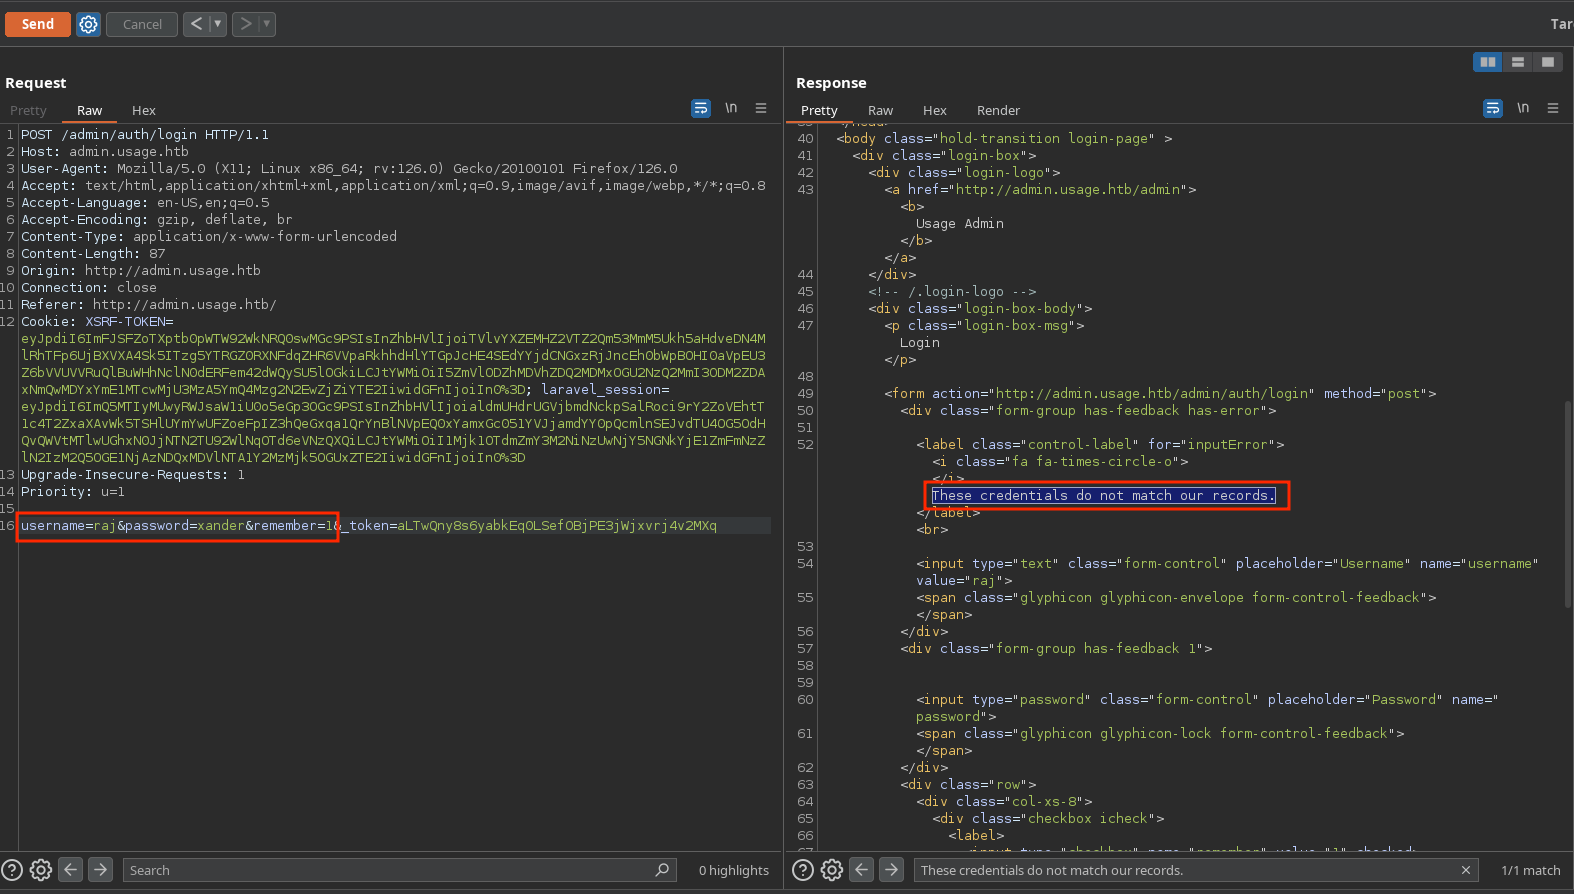 Send
Cancel
Tar
Request
Pretty Raw Hex
\n
1 POST /admin/auth/login HTTP/1.1
2 Host: admin.usage.htb
3 User-Agent: Mozilla/5.0 (X11; Linux x86_64; rv:126.0) Gecko/20100101 Firefox/126.0
4 Accept: text/html,application/xhtml+xml,application/xml;q=0.9,image/avif,image/webp,*/*;q=0.8
5 Accept-Language: en-US,en;q=0.5
6 Accept-Encoding: gzip, deflate, br
7 Content-Type: application/x-www-form-urlencoded
8 Content-Length: 87
9 Origin: http://admin.usage.htb
10 Connection: close
11 Referer: http://admin.usage.htb/
12 Cookie: XSRF-TOKEN=
laravel_session=
13 Upgrade-Insecure-Requests: 1
14 Priority: u=1
15
16 username=raj&password=xander&remember=1&_token=aLTwQny8s6yabkEq0LSefOBjPE3jWjxvrj4v2MXq
Search
0 highlights
Response
Pretty Raw Hex Render
\n
40 <body class="hold-transition login-page" >
41 <div class="login-box">
42 <div class="login-logo">
43 <a href="http://admin.usage.htb/admin">
<b>
Usage Admin
</b>
</a>
44 </div>
45 <!-- /.login-logo -->
46 <div class="login-box-body">
47 <p class="login-box-msg">
Login
</p>
48
49 <form action="http://admin.usage.htb/admin/auth/login" method="post">
50 <div class="form-group has-feedback has-error">
51
52 <label class="control-label" for="inputError">
<i class="fa fa-times-circle-o">
</i>
These credentials do not match our records.
</label>
<br>
53
54 <input type="text" class="form-control" placeholder="Username" name="username"
value="raj">
55 <span class="glyphicon glyphicon-envelope form-control-feedback">
</span>
56 </div>
57 <div class="form-group has-feedback 1">
58
59
60 <input type="password" class="form-control" placeholder="Password" name="
password">
61 <span class="glyphicon glyphicon-lock form-control-feedback">
</span>
62 </div>
63 <div class="row">
64 <div class="col-xs-8">
65 <div class="checkbox icheck">
66 <label>
These credentials do not match our records.
1/1 match